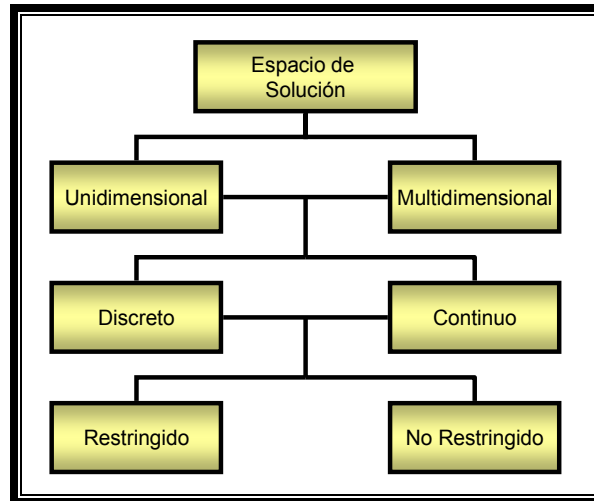 Espacio de
Solución
Unidimensional
Multidimensional
Discreto
Continuo
Restringido
No Restringido